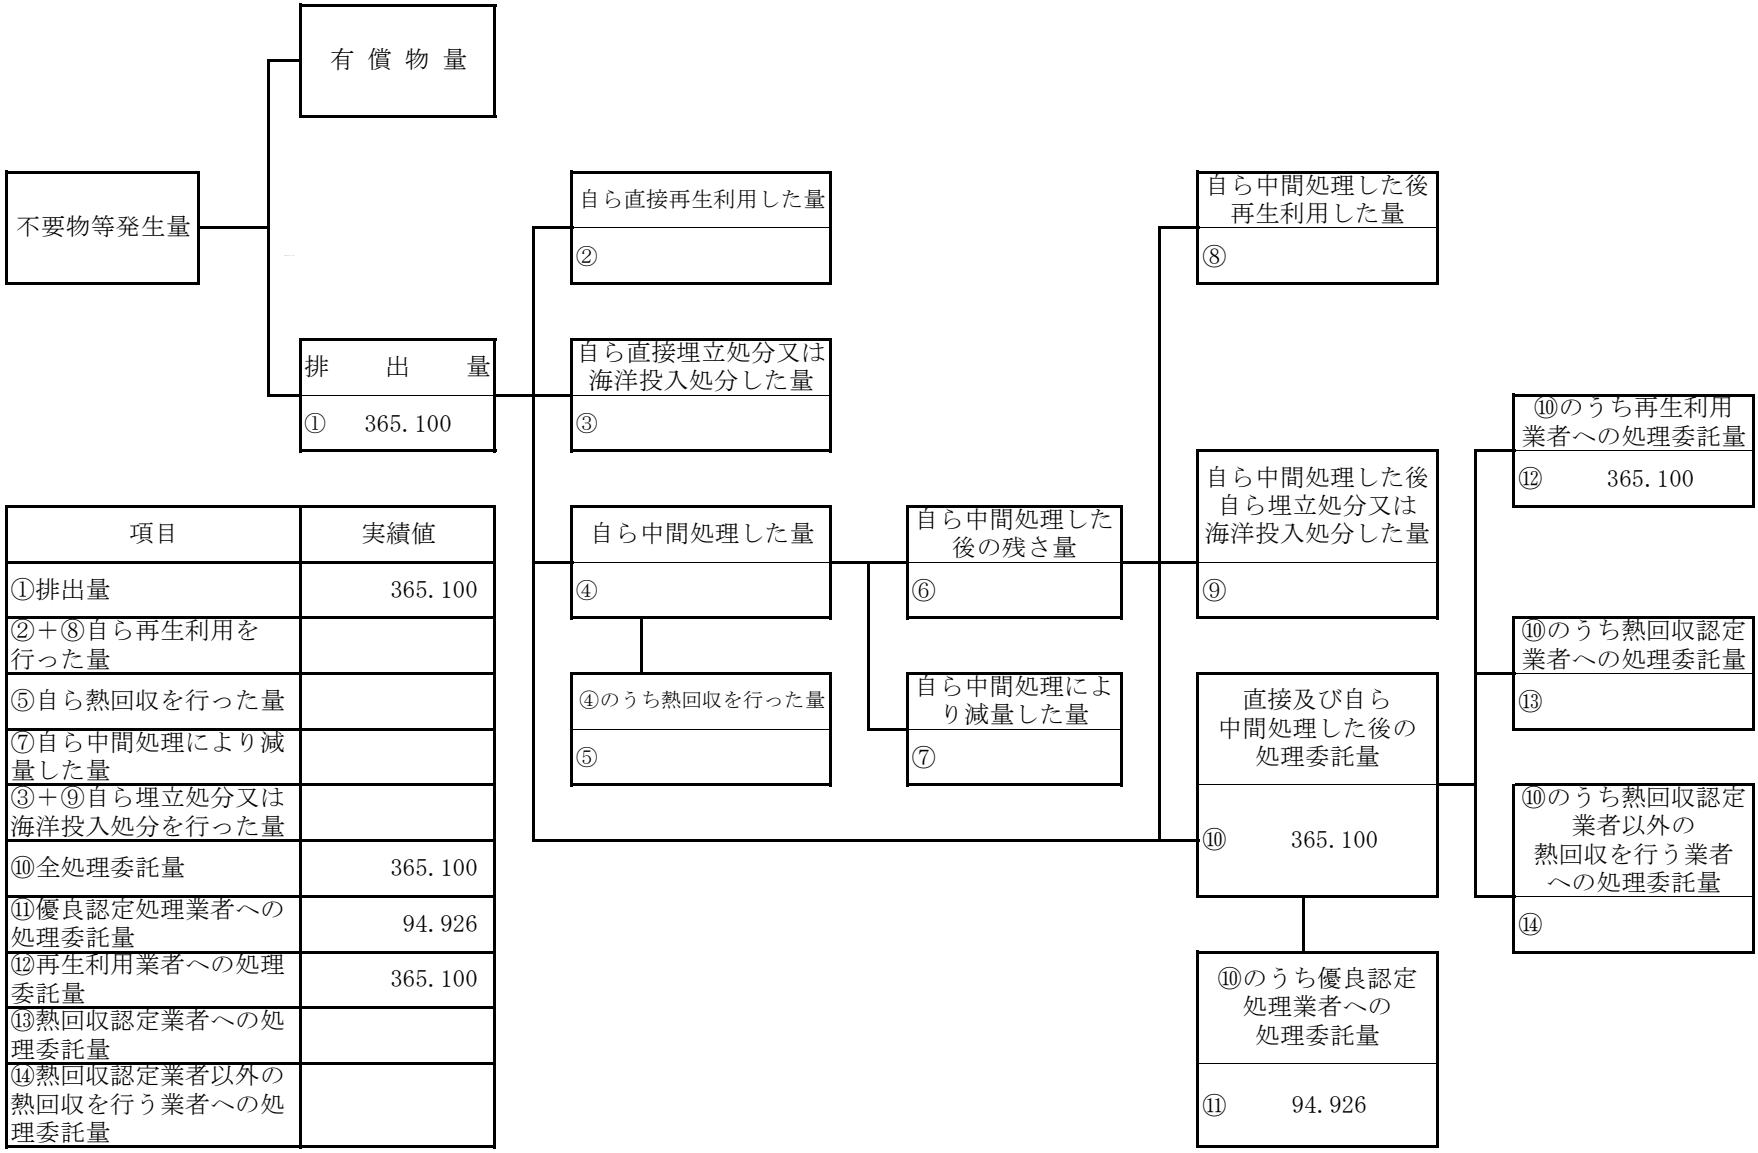 有償物量
不要物等発生量
排出量
① 365.100
自ら直接再生利用した量
②
自ら直接埋立処分又は
海洋投入処分した量
③
自ら中間処理した量
④
④のうち熱回収を行った量
⑤
自ら中間処理した
後の残さ量
⑥
自ら中間処理によ
り減量した量
⑦
自ら中間処理した後
再生利用した量
⑧
自ら中間処理した後
自ら埋立処分又は
海洋投入処分した量
⑨
直接及び自ら
中間処理した後の
処理委託量
⑩ 365.100
⑩のうち優良認定
処理業者への
処理委託量
⑪ 94.926
⑩のうち再生利用
業者への処理委託量
⑫ 365.100
⑩のうち熱回収認定
業者への処理委託量
⑬
⑩のうち熱回収認定
業者以外の
熱回収を行う業者
への処理委託量
⑭
項目 実績値
①排出量 365.100
②＋⑧自ら再生利用を
行った量
⑤自ら熱回収を行った量
⑦自ら中間処理により減
量した量
③＋⑨自ら埋立処分又は
海洋投入処分を行った量
⑩全処理委託量 365.100
⑪優良認定処理業者への
処理委託量 94.926
⑫再生利用業者への処理
委託量 365.100
⑬熱回収認定業者への処
理委託量
⑭熱回収認定業者以外の
熱回収を行う業者への処
理委託量